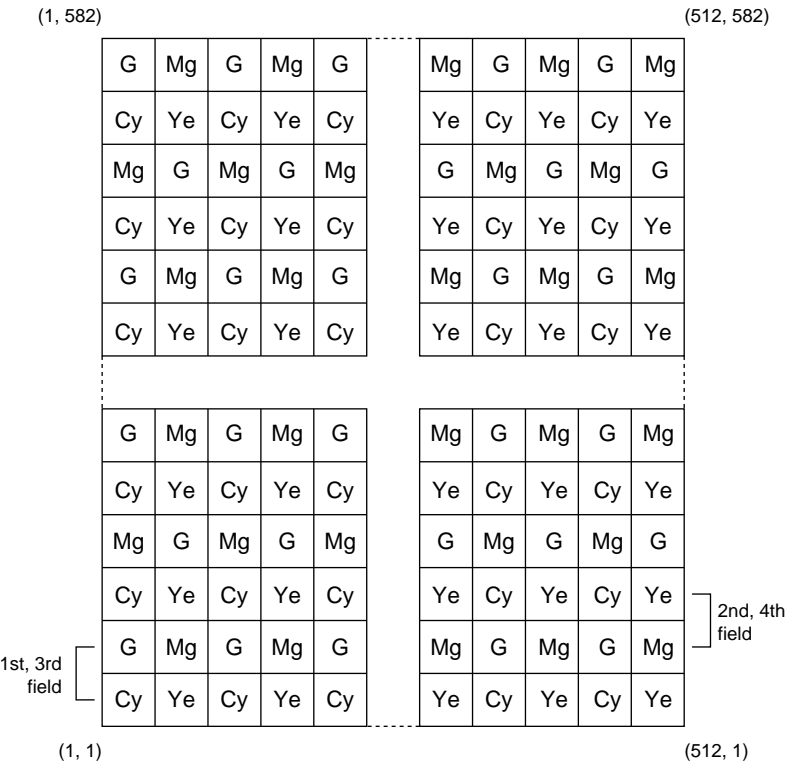 (1, 582) (512, 582)
G Mg G Mg G Mg G Mg G Mg
Cy Ye Cy Ye Cy Ye Cy Ye Cy Ye
Mg G Mg G Mg G Mg G Mg G
Cy Ye Cy Ye Cy Ye Cy Ye Cy Ye
G Mg G Mg G Mg G Mg G Mg
Cy Ye Cy Ye Cy Ye Cy Ye Cy Ye
G Mg G Mg G Mg G Mg G Mg
Cy Ye Cy Ye Cy Ye Cy Ye Cy Ye
Mg G Mg G Mg G Mg G Mg G
Cy Ye Cy Ye Cy Ye Cy Ye Cy Ye
2nd, 4th
field
G Mg G Mg G Mg G Mg G Mg
1st, 3rd
field
Cy Ye Cy Ye Cy Ye Cy Ye Cy Ye
(1, 1) (512, 1)